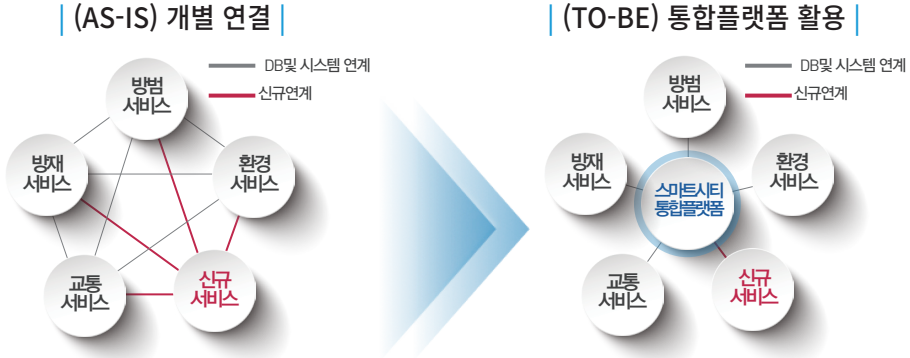 | (AS-IS) 개별 연결 |
DB및 시스템 연계
신규연계
방범
서비스
방재
서비스
환경
서비스
교통
서비스
신규
서비스
| (TO-BE) 통합플랫폼 활용 |
DB및 시스템 연계
신규연계
방범
서비스
방재
서비스
환경
서비스
스마트시티
통합플랫폼
교통
서비스
신규
서비스